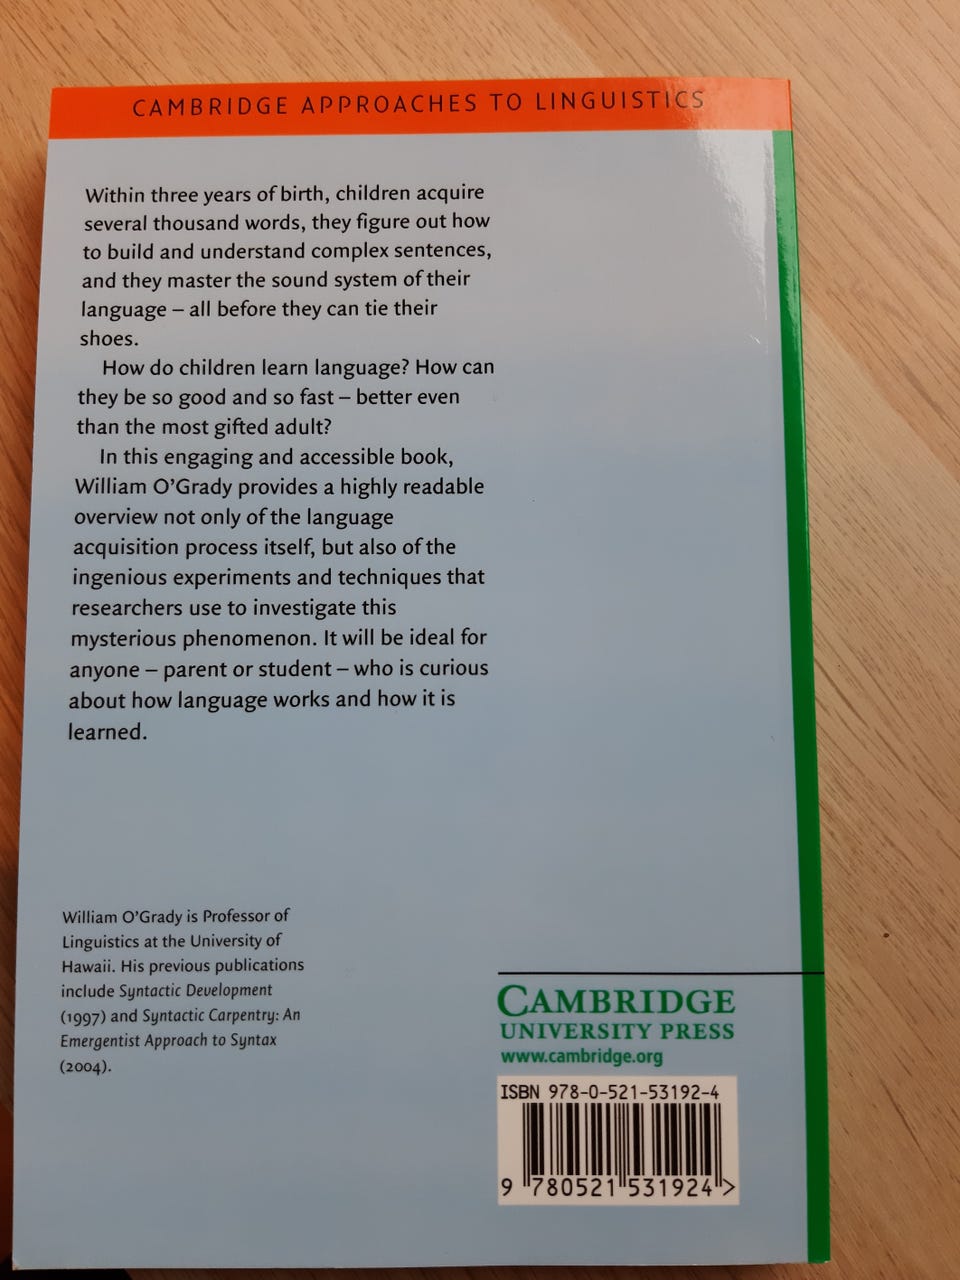 CAMBRIDGE APPROACHES TO LINGUISTICS
Within three years of birth, children acquire
several thousand words, they figure out how
to build and understand complex sentences,
and they master the sound system of their
language – all before they can tie their
shoes.
How do children learn language? How can
they be so good and so fast – better even
than the most gifted adult?
In this engaging and accessible book,
William O'Grady provides a highly readable
overview not only of the language
acquisition process itself, but also of the
ingenious experiments and techniques that
researchers use to investigate this
mysterious phenomenon. It will be ideal for
anyone – parent or student – who is curious
about how language works and how it is
learned.
William O'Grady is Professor of
Linguistics at the University of
Hawaii. His previous publications
include Syntactic Development
(1997) and Syntactic Carpentry: An
Emergentist Approach to Syntax
(2004).
CAMBRIDGE
UNIVERSITY PRESS
www.cambridge.org
ISBN 978-0-521-53192-4
9 780521 531924 >